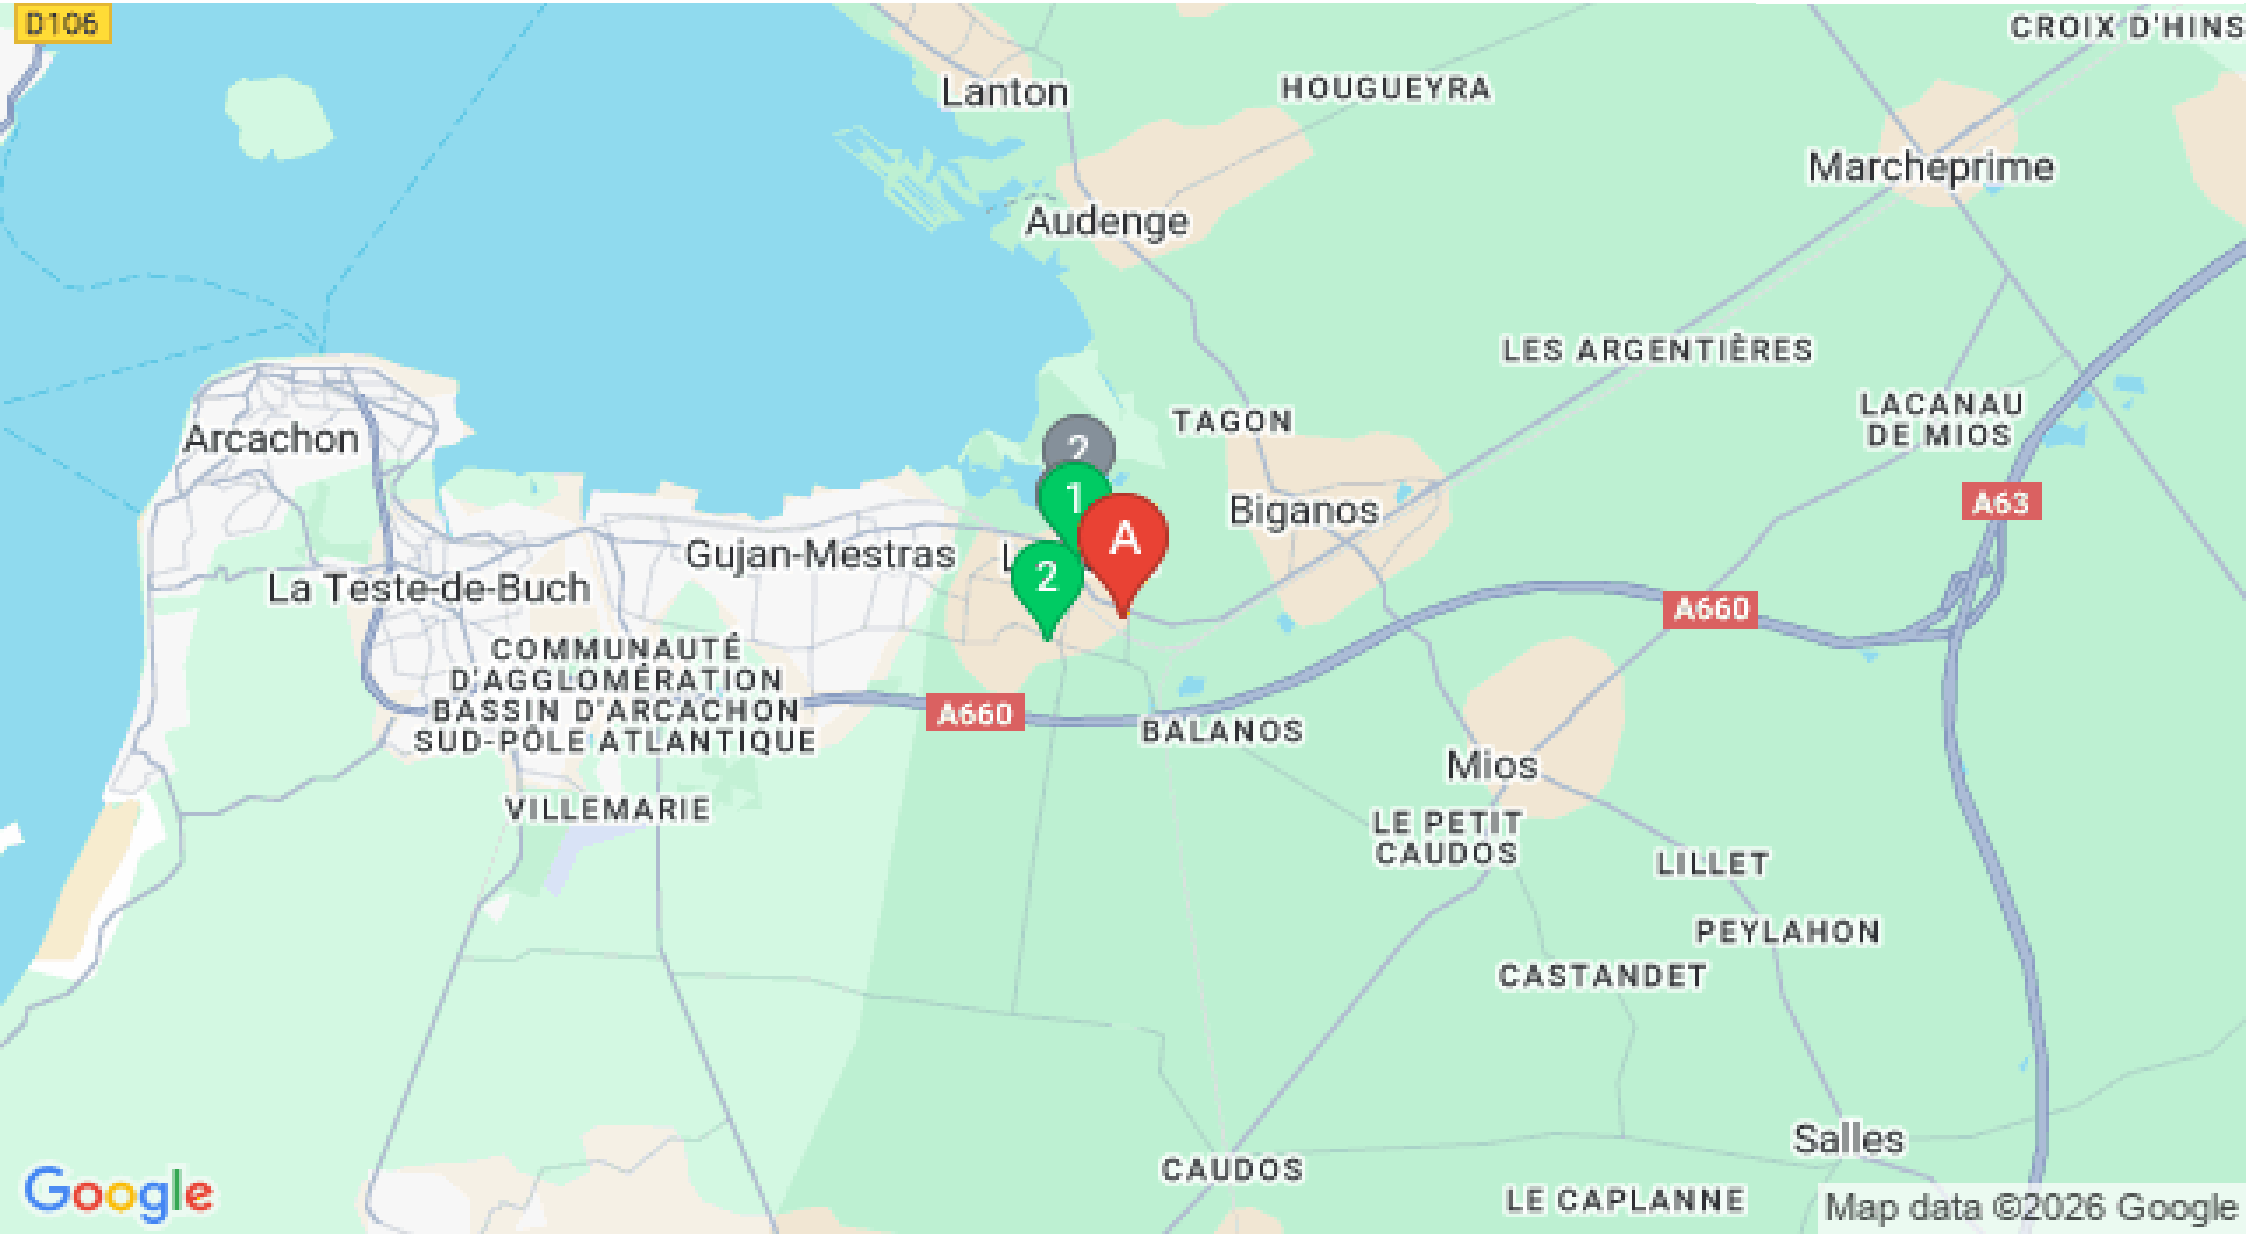 D106
CROIX D'HINS
Lanton
HOUGUEYRA
Marcheprime
Audenge
LES ARGENTIÈRES
TAGON
LACANAU
DE MIOS
Arcachon
2
1
A63
Biganos
A
Gujan-Mestras
2
La Teste-de-Buch
A660
COMMUNAUTÉ
D'AGGLOMÉRATION
BASSIN D'ARCACHON
SUD-PÔLE ATLANTIQUE
A660
BALANOS
Mios
VILLEMARIE
LE PETIT
CAUDOS
LILLET
PEYLAHON
CASTANDET
Salles
CAUDOS
Google
LE CAPLANNE
Map data ©2026 Google